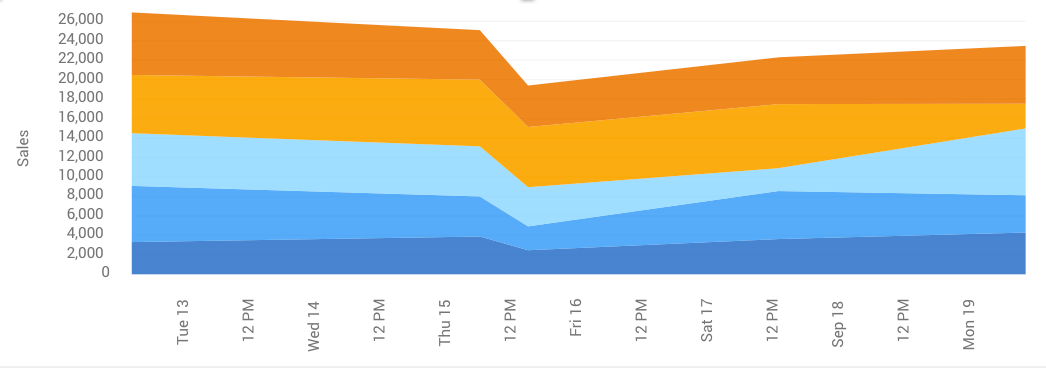 26,000
24,000
22,000
20,000
18,000
16,000
14,000
12,000
10,000
8,000
6,000
4,000
2,000
0
Sales
Tue 13
12 PM
Wed 14
12 PM
Thu 15
12 PM
Fri 16
12 PM
Sat 17
12 PM
Sep 18
12 PM
Mon 19